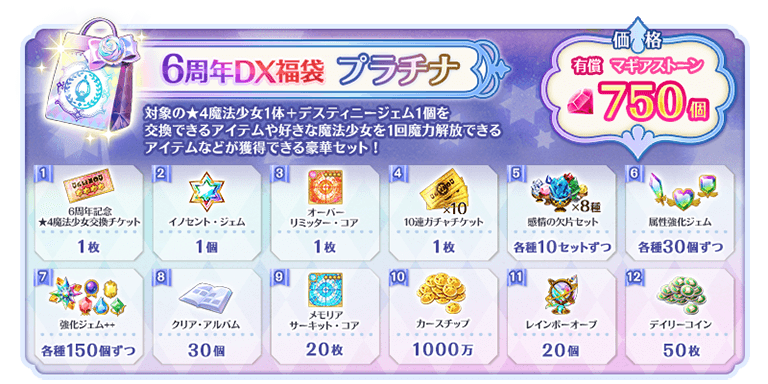 6周年DX福袋 プラチナ
価格
有償 マギアストーン
750個
対象の★4魔法少女1体＋デスティニージェム1個を
交換できるアイテムや好きな魔法少女を1回魔力解放できる
アイテムなどが獲得できる豪華セット！
1
6周年記念
★4魔法少女交換チケット
1枚
2
イノセント・ジェム
1個
3
オーバー
リミッター・コア
1枚
4
×10
10連ガチャチケット
1枚
5
×8種
感情の欠片セット
各種10セットずつ
6
属性強化ジェム
各種30個ずつ
7
強化ジェム++
各種150個ずつ
8
クリア・アルバム
30個
9
メモリア
サーキット・コア
20枚
10
カースチップ
1000万
11
レインボーオーブ
20個
12
デイリーコイン
50枚